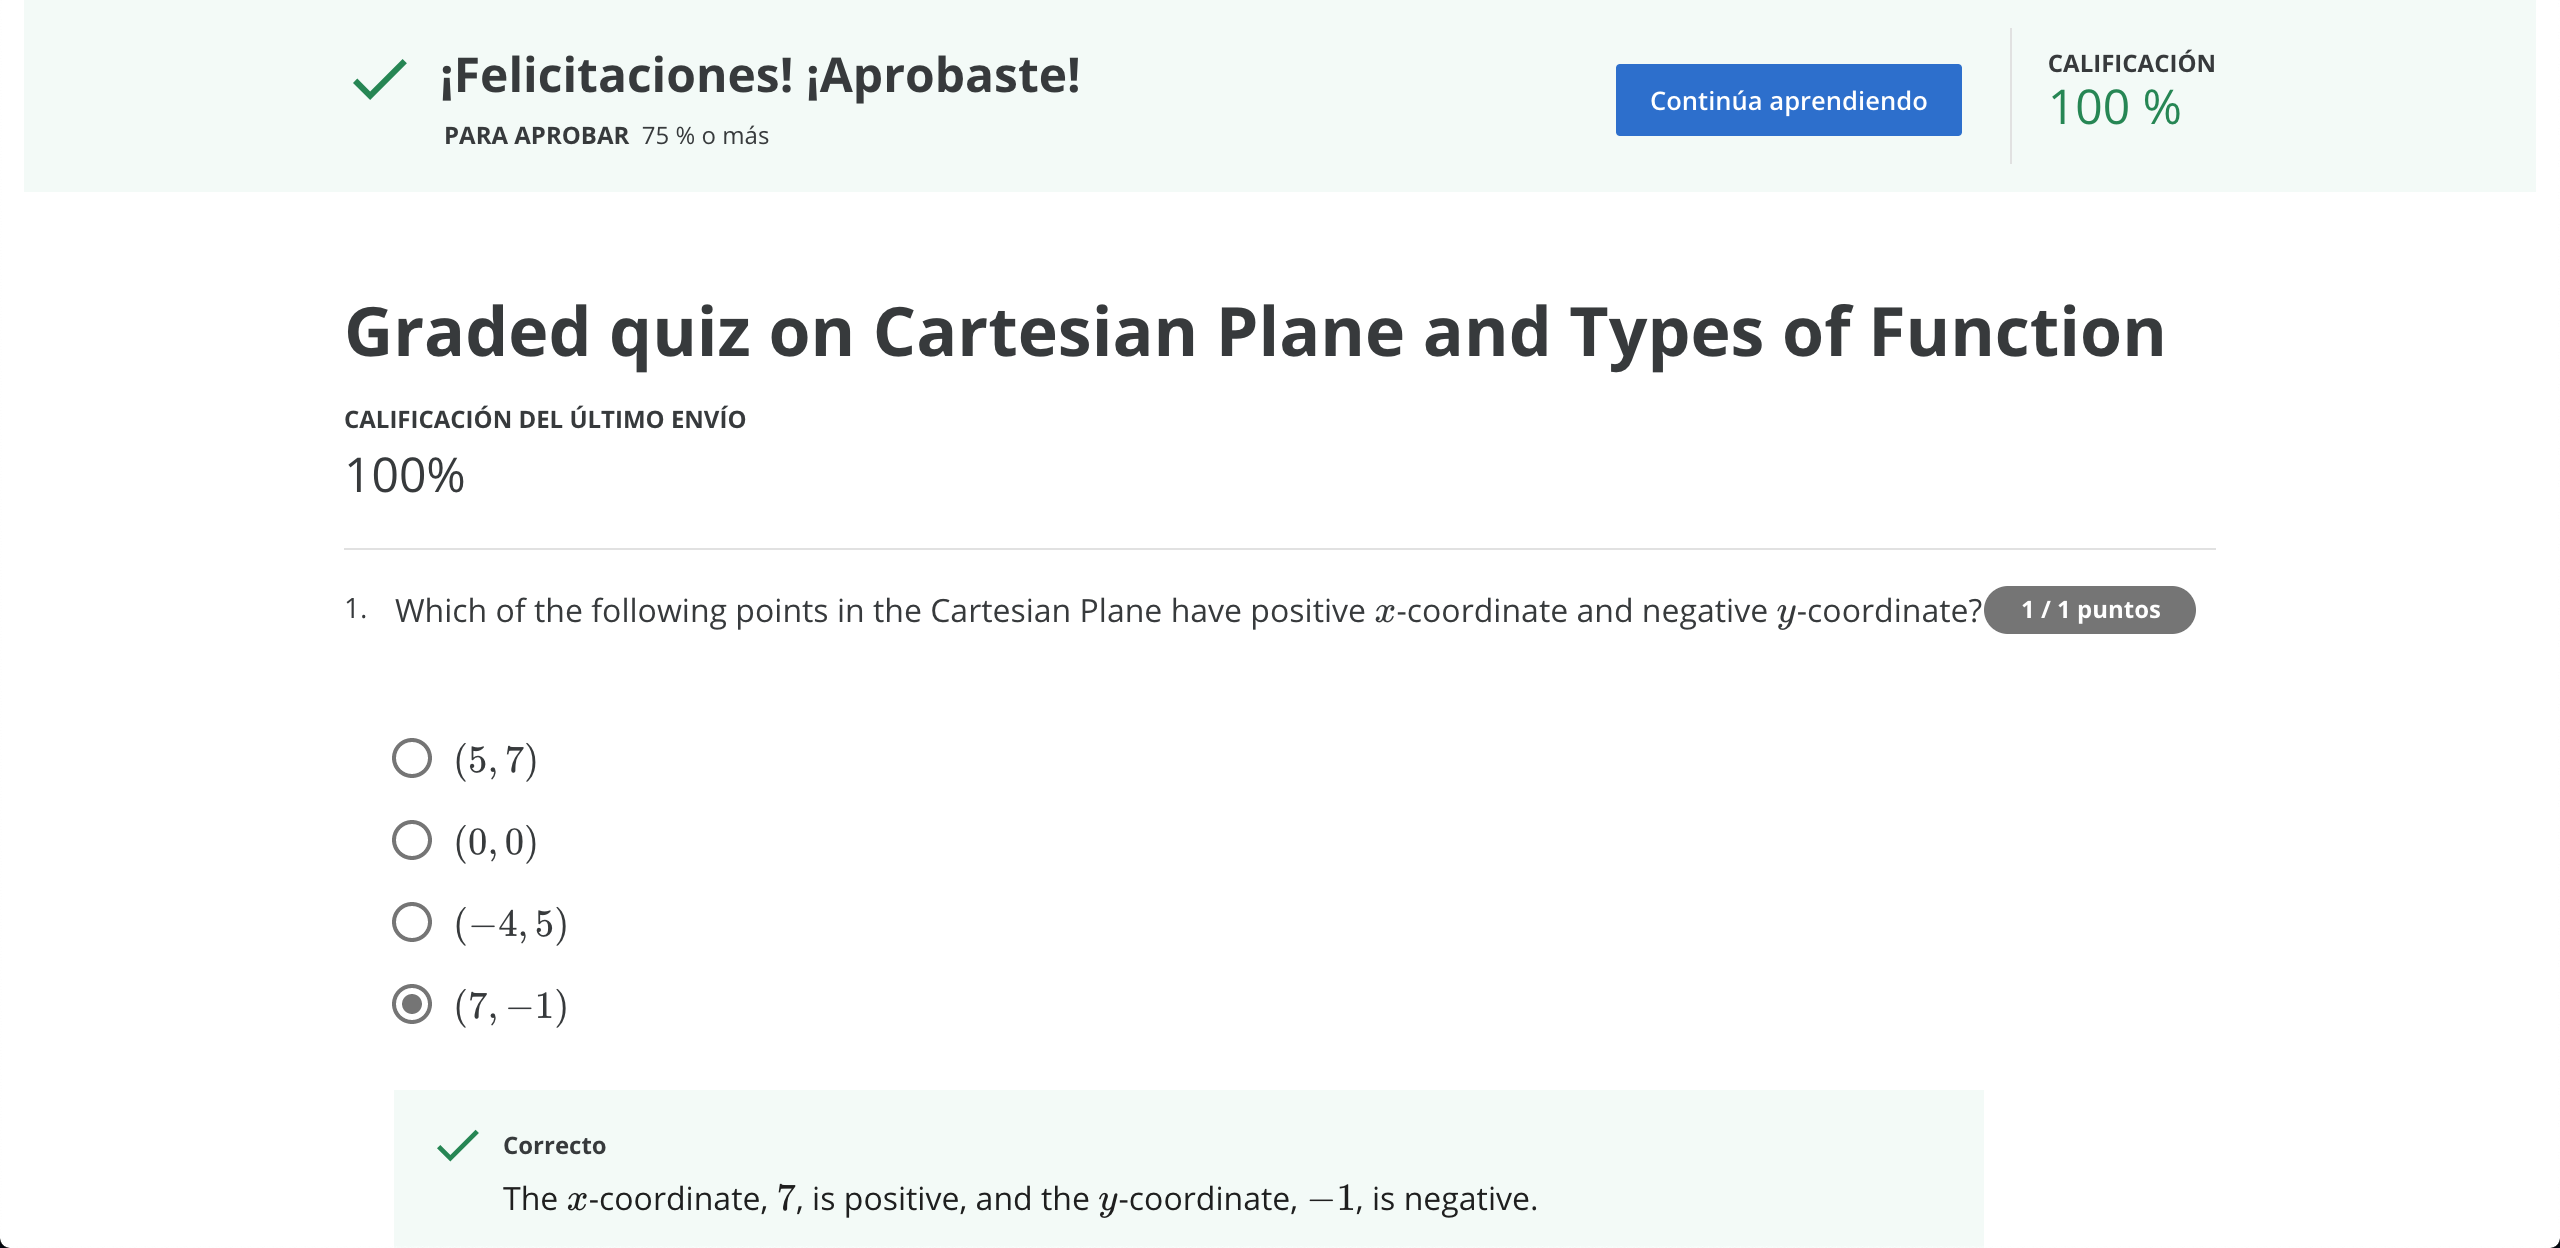 ¡Felicitaciones! ¡Aprobaste!
PARA APROBAR 75 % o más
Continúa aprendiendo
CALIFICACIÓN
100 %
Graded quiz on Cartesian Plane and Types of Function
CALIFICACIÓN DEL ÚLTIMO ENVÍO
100%
1. Which of the following points in the Cartesian Plane have positive x-coordinate and negative y-coordinate? 1 / 1 puntos
(5, 7)
(0, 0)
(−4, 5)
(7, −1)
Correcto
The x-coordinate, 7, is positive, and the y-coordinate, −1, is negative.